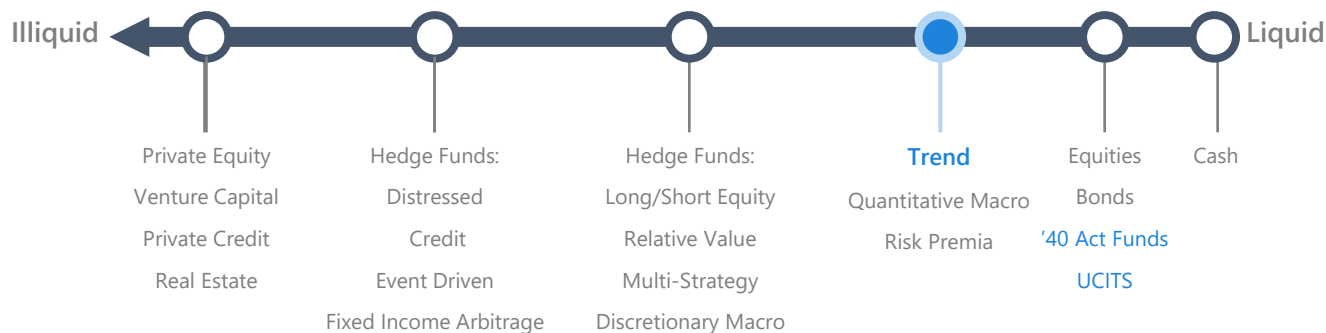 Illiquid
Liquid
Private Equity
Venture Capital
Private Credit
Real Estate
Hedge Funds:
Distressed
Credit
Event Driven
Fixed Income Arbitrage
Hedge Funds:
Long/Short Equity
Relative Value
Multi-Strategy
Discretionary Macro
Trend
Quantitative Macro
Risk Premia
Equities
Bonds
’40 Act Funds
UCITS
Cash